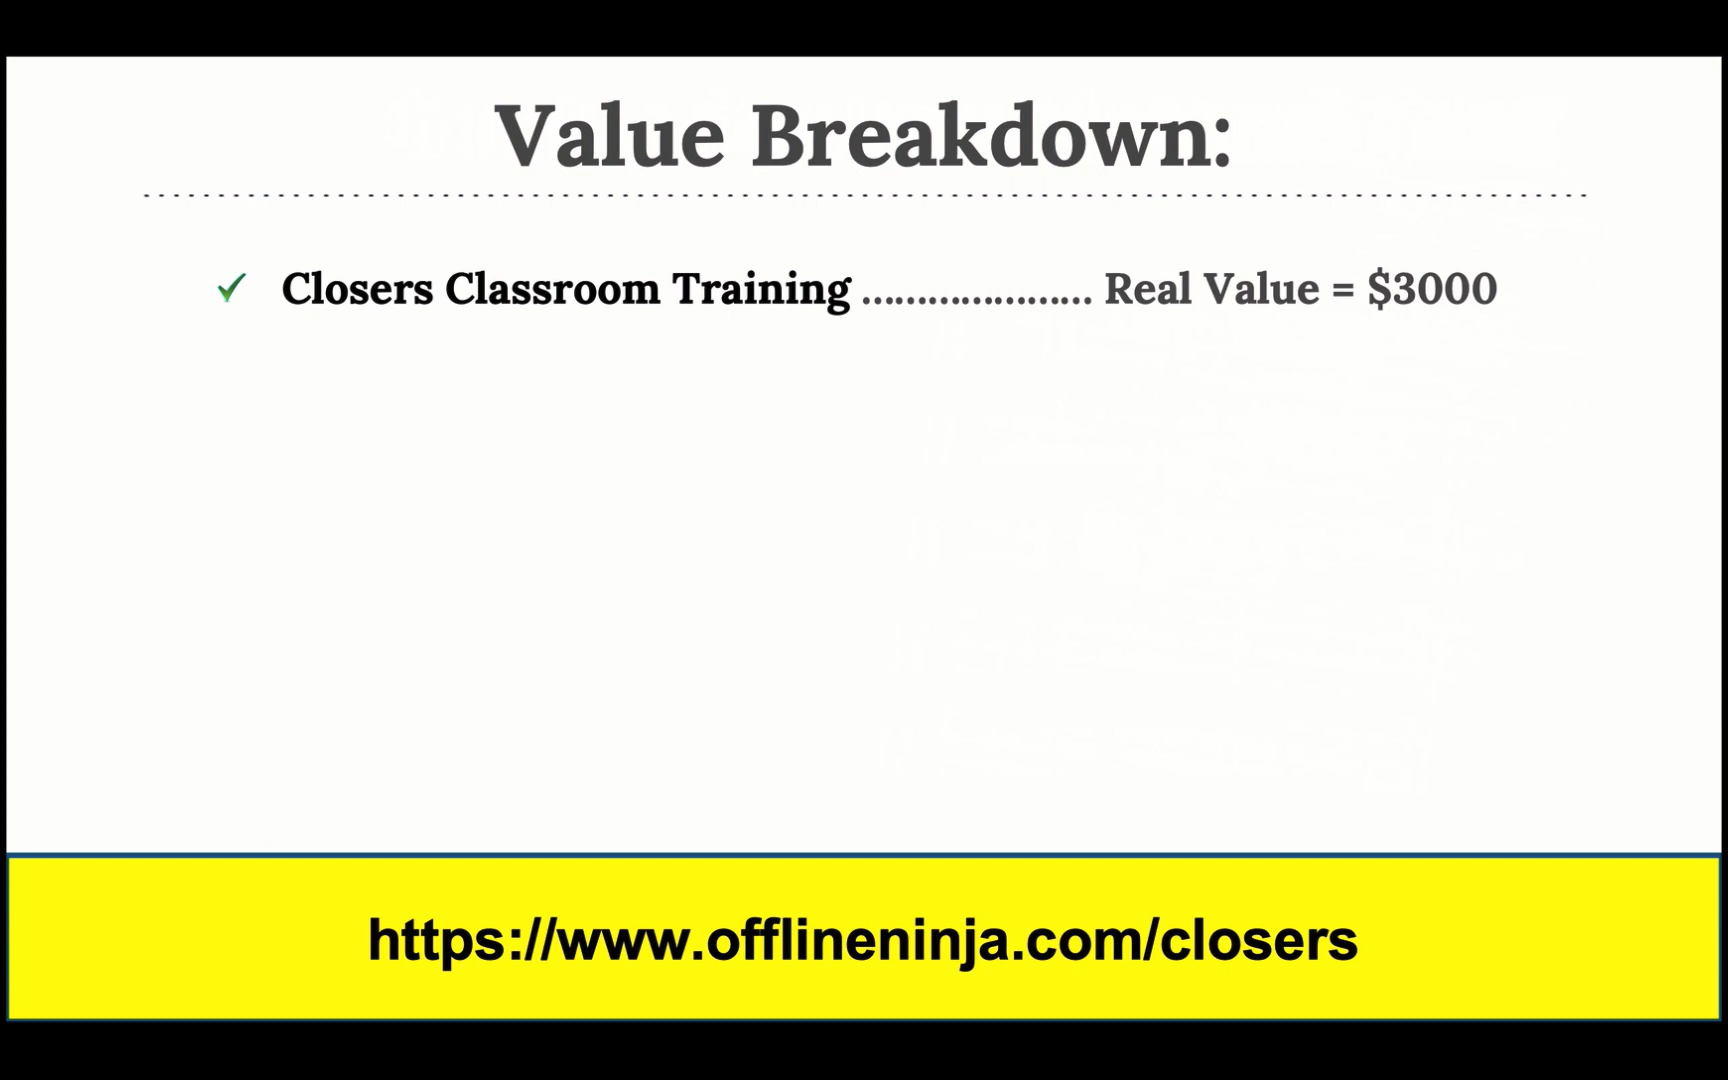 Value Breakdown:
✓ Closers Classroom Training ..................... Real Value = $3000
https://www.offlineninja.com/closers